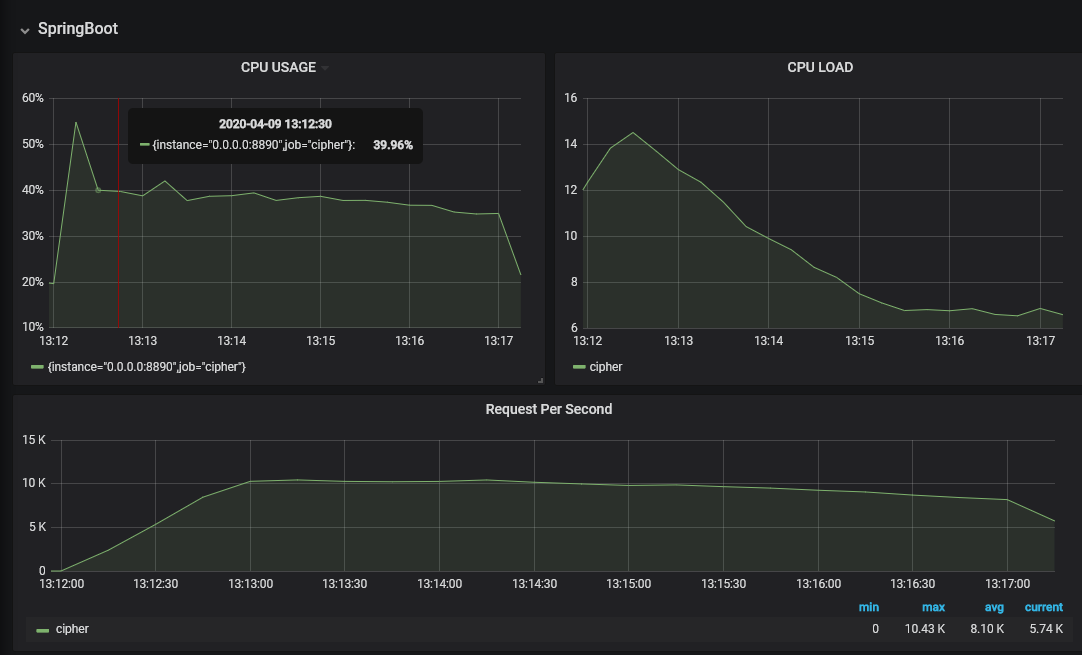 SpringBoot
CPU USAGE
60%
50%
40%
30%
20%
10%
2020-04-09 13:12:30
{instance="0.0.0.0:8890",job="cipher"}: 39.96%
13:12 13:13 13:14 13:15 13:16 13:17
{instance="0.0.0.0:8890",job="cipher"}
CPU LOAD
16
14
12
10
8
6
13:12 13:13 13:14 13:15 13:16 13:17
cipher
Request Per Second
15 K
10 K
5 K
0
13:12:00 13:12:30 13:13:00 13:13:30 13:14:00 13:14:30 13:15:00 13:15:30 13:16:00 13:16:30 13:17:00
min max avg current
cipher 0 10.43 K 8.10 K 5.74 K